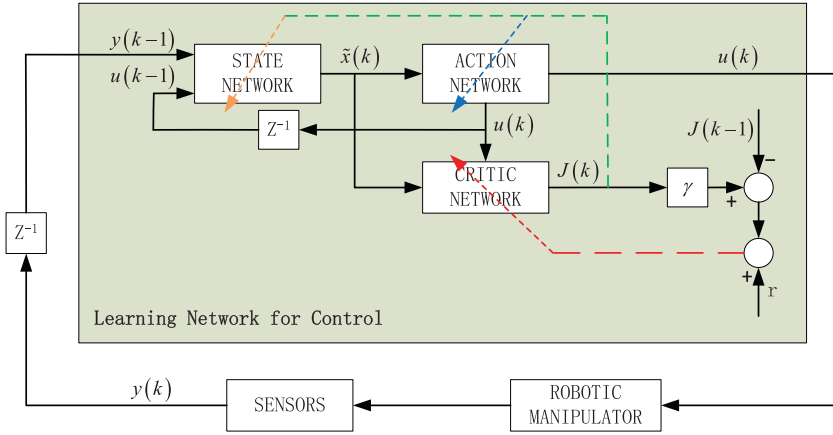 y(k−1)
u(k−1)
STATE
NETWORK
x̃(k)
ACTION
NETWORK
u(k)
Z⁻¹
u(k)
J(k−1)
CRITIC
NETWORK
J(k)
γ
−
+
+
r
Z⁻¹
Learning Network for Control
y(k)
SENSORS
ROBOTIC
MANIPULATOR